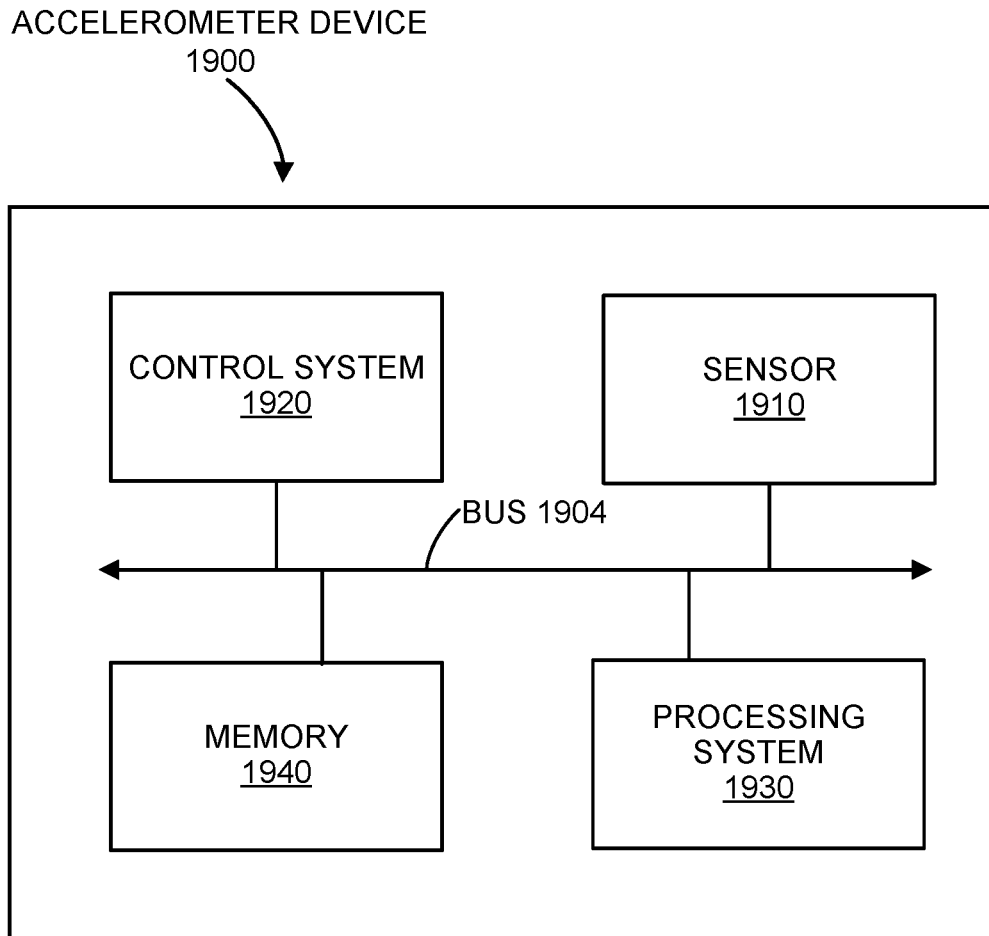 ACCELEROMETER DEVICE
1900
CONTROL SYSTEM
1920
SENSOR
1910
BUS 1904
MEMORY
1940
PROCESSING
SYSTEM
1930